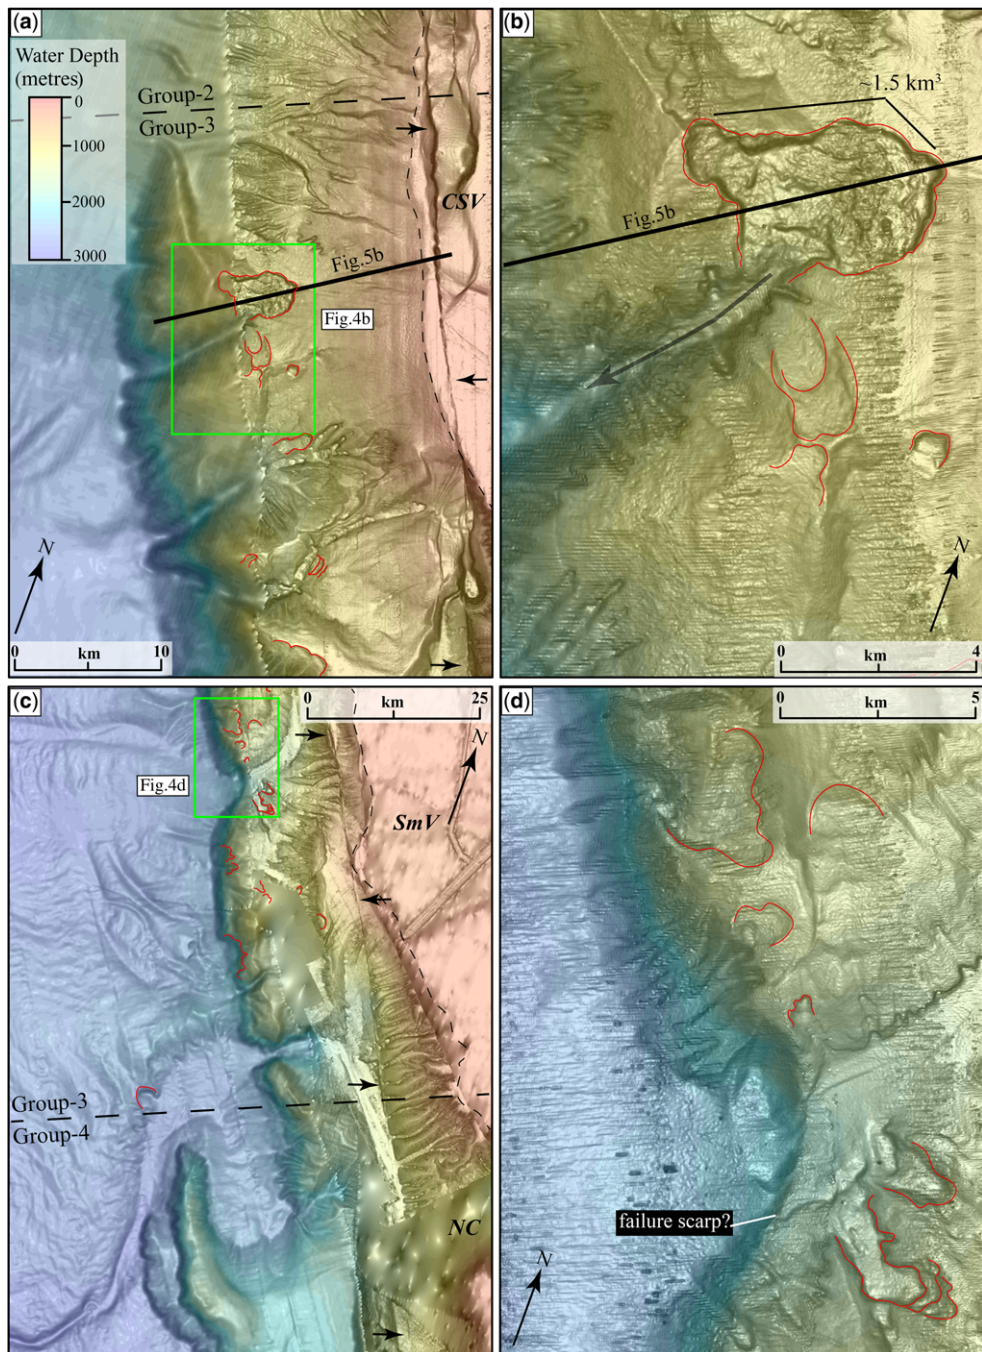 (a)
Water Depth
(metres)
0
1000
2000
3000
Group-2
Group-3
CSV
Fig.5b
Fig.4b
N
0 10
km
(b)
~1.5 km³
Fig.5b
N
0 4
km
(c)
0 25
km
N
Fig.4d
SmV
Group-3
Group-4
NC
(d)
0 5
km
failure scarp?
N